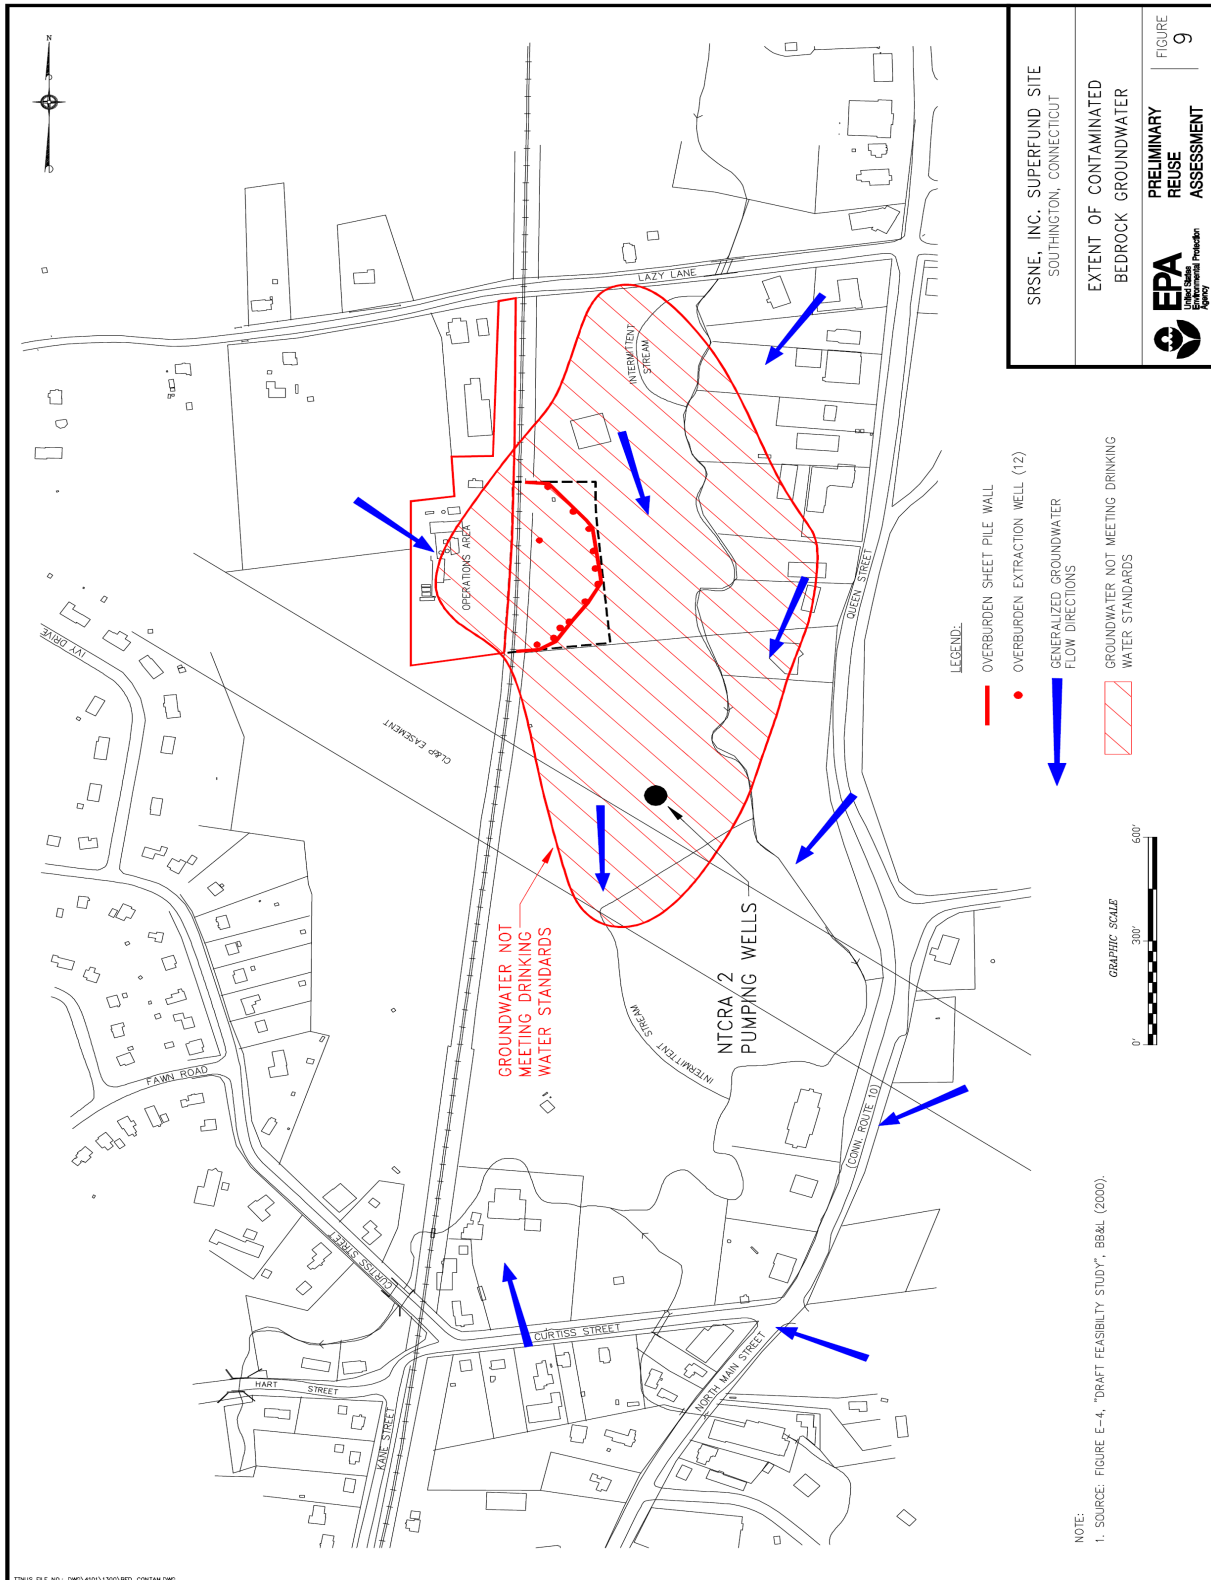 N
IVY DRIVE
CL&P EASEMENT
OPERATIONS AREA
LAZY LANE
INTERMITTENT
STREAM
QUEEN STREET
GROUNDWATER NOT
MEETING DRINKING
WATER STANDARDS
NTCRA 2
PUMPING WELLS
INTERMITTENT STREAM
FAWN ROAD
CURTISS STREET
CURTISS STREET
HART STREET
KANE STREET
NORTH MAIN STREET
(CONN. ROUTE 10)
LEGEND:
OVERBURDEN SHEET PILE WALL
OVERBURDEN EXTRACTION WELL (12)
GENERALIZED GROUNDWATER
FLOW DIRECTIONS
GROUNDWATER NOT MEETING DRINKING
WATER STANDARDS
GRAPHIC SCALE
0' 300' 600'
NOTE:
1. SOURCE: FIGURE E-4, "DRAFT FEASIBILTY STUDY", BB&L (2000).
SRSNE, INC. SUPERFUND SITE
SOUTHINGTON, CONNECTICUT
EXTENT OF CONTAMINATED
BEDROCK GROUNDWATER
EPA
United States
Environmental Protection
Agency
PRELIMINARY
REUSE
ASSESSMENT
FIGURE
9